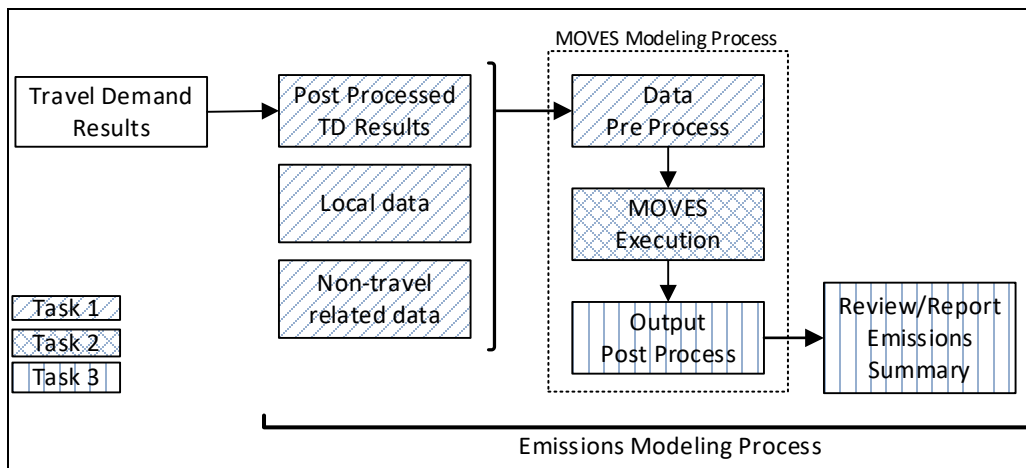 MOVES Modeling Process
Travel Demand
Results
Post Processed
TD Results
Local data
Non-travel
related data
Data
Pre Process
MOVES
Execution
Output
Post Process
Review/Report
Emissions
Summary
Task 1
Task 2
Task 3
Emissions Modeling Process